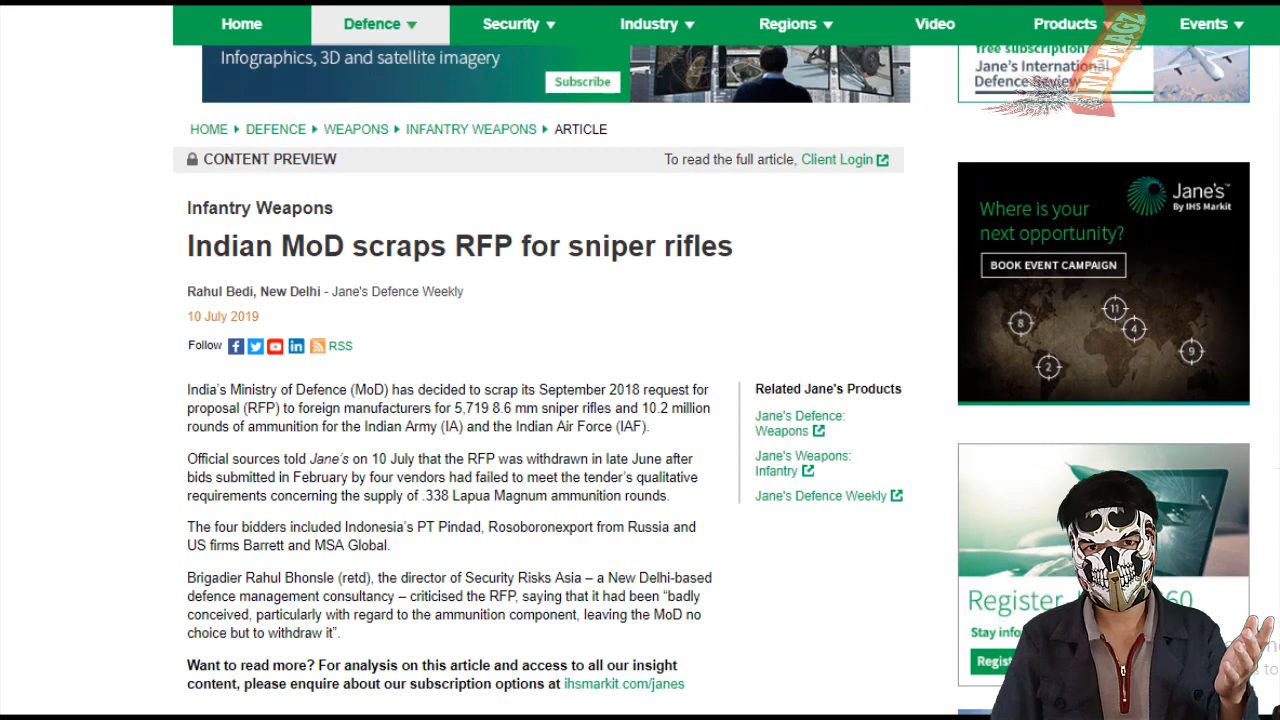 Home Defence Security Industry Regions Video Products Events
Infographics, 3D and satellite imagery
Subscribe
free subscription
Jane's International
Defence Review
HOME DEFENCE WEAPONS INFANTRY WEAPONS ARTICLE
CONTENT PREVIEW To read the full article, Client Login
Infantry Weapons
Indian MoD scraps RFP for sniper rifles
Rahul Bedi, New Delhi - Jane's Defence Weekly
10 July 2019
Follow RSS
India's Ministry of Defence (MoD) has decided to scrap its September 2018 request for
proposal (RFP) to foreign manufacturers for 5,719 8.6 mm sniper rifles and 10.2 million
rounds of ammunition for the Indian Army (IA) and the Indian Air Force (IAF).
Official sources told Jane's on 10 July that the RFP was withdrawn in late June after
bids submitted in February by four vendors had failed to meet the tender's qualitative
requirements concerning the supply of .338 Lapua Magnum ammunition rounds.
The four bidders included Indonesia's PT Pindad, Rosoboronexport from Russia and
US firms Barrett and MSA Global.
Brigadier Rahul Bhonsle (retd), the director of Security Risks Asia – a New Delhi-based
defence management consultancy – criticised the RFP, saying that it had been “badly
conceived, particularly with regard to the ammunition component, leaving the MoD no
choice but to withdraw it”.
Want to read more? For analysis on this article and access to all our insight
content, please enquire about our subscription options at ihsmarkit.com/janes
Related Jane's Products
Jane's Defence:
Weapons
Jane's Weapons:
Infantry
Jane's Defence Weekly
Jane's™
By IHS Markit
Where is your
next opportunity?
BOOK EVENT CAMPAIGN
8
11
4
9
2
Register
60
Stay info
Regist